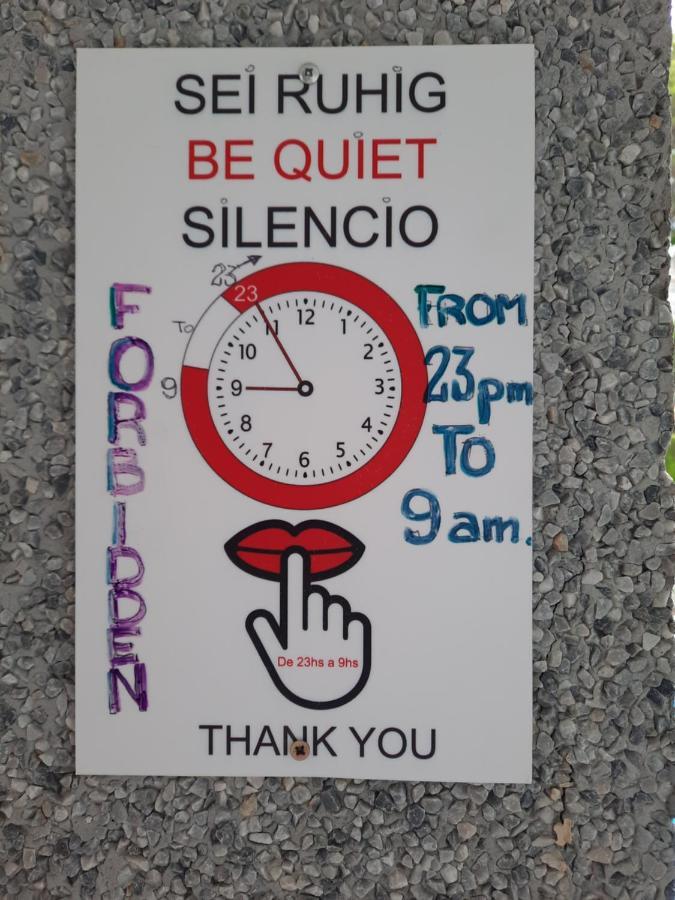 SEI RUHIG
BE QUIET
SILENCIO
23
23
To
9
12
1
2
3
4
5
6
7
8
9
10
11
FORBIDDEN
FROM
23pm
To
9am.
De 23hs a 9hs
THANK YOU